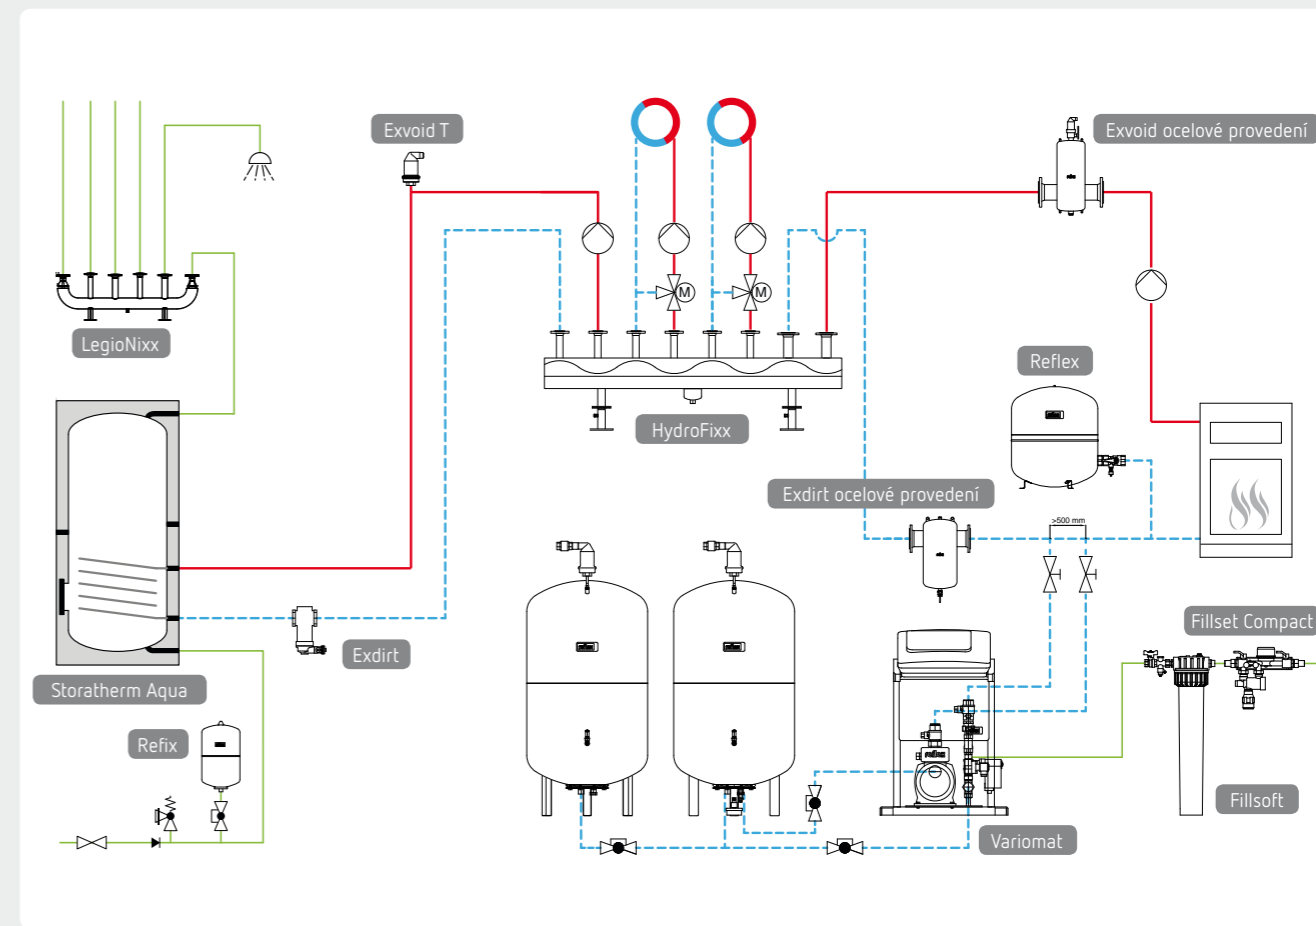 Exvoid T
Exvoid ocelové provedení
M
M
LegioNixx
Reflex
HydroFixx
Exdirt ocelové provedení
>500 mm
Fillset Compact
Exdirt
Storatherm Aqua
Refix
Fillsoft
Variomat